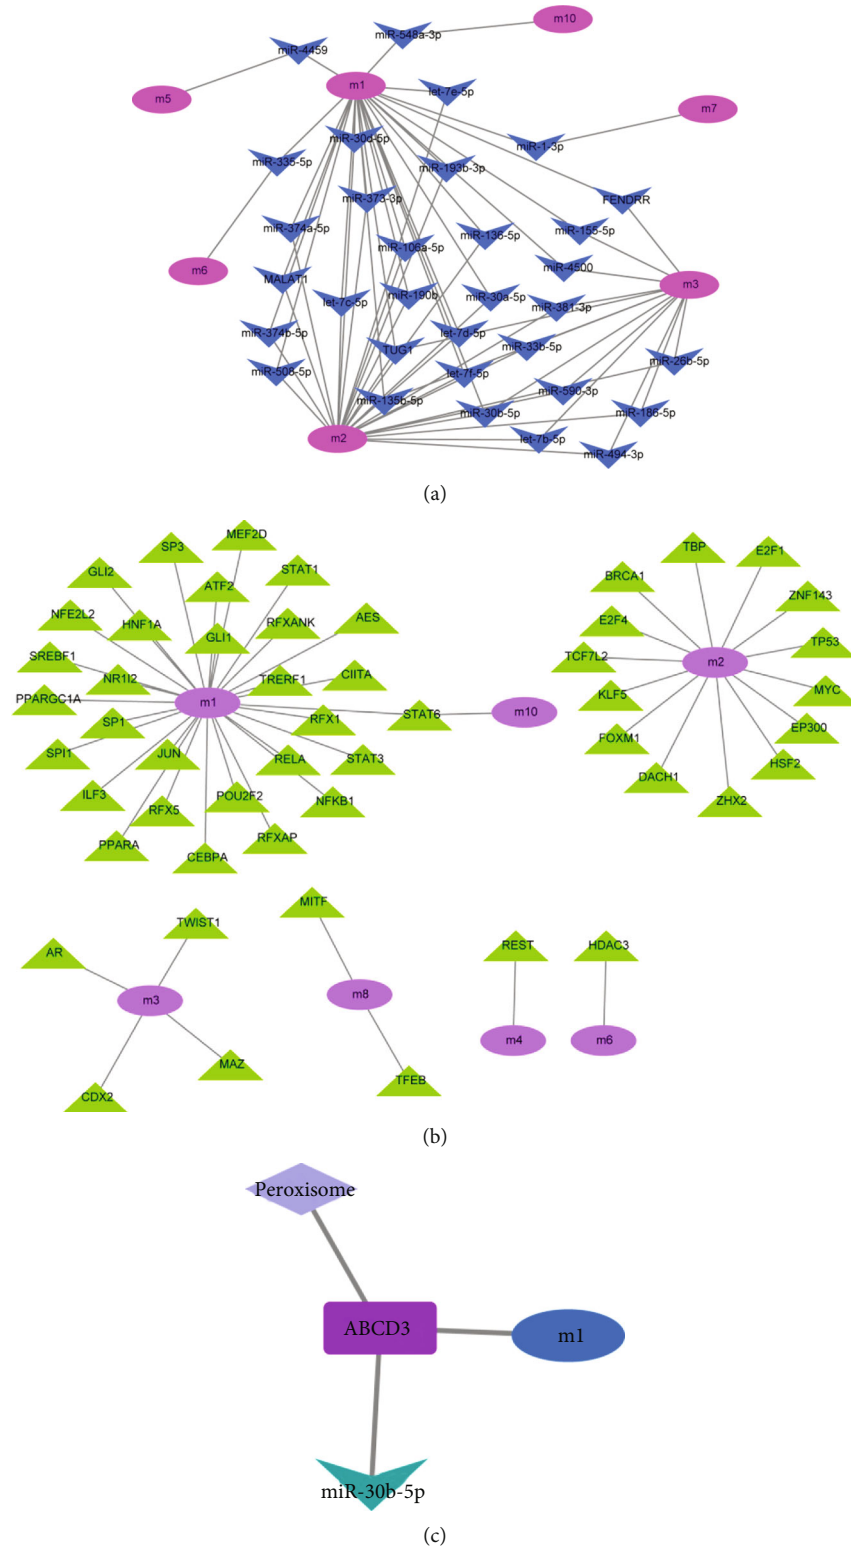 m10
miR-548a-3p
miR-4459
m1
let-7e-5p
m5
m7
miR-30d-5p
miR-1-3p
miR-335-5p
miR-193b-3p
miR-373-3p
FENDRR
miR-374a-5p
miR-136-5p
miR-155-5p
miR-106a-5p
m6
miR-4500
MALAT1
m3
let-7c-5p
miR-190b
miR-30a-5p
miR-381-3p
miR-374b-5p
let-7d-5p
TUG1
miR-33b-5p
miR-26b-5p
miR-506-5p
let-7f-5p
miR-590-3p
miR-135b-5p
miR-30b-5p
miR-186-5p
m2
let-7b-5p
miR-494-3p
(a)
MEF2D
SP3
TBP
E2F1
GLI2
STAT1
BRCA1
ATF2
ZNF143
NFE2L2
HNF1A
RFXANK
AES
E2F4
GLI1
TP53
SREBF1
TCF7L2
m2
NR1I2
TRERF1
CIITA
PPARGC1A
m1
KLF5
MYC
SP1
RFX1
STAT6
m10
EP300
FOXM1
SPI1
JUN
RELA
STAT3
HSF2
DACH1
ILF3
POU2F2
NFKB1
RFX5
ZHX2
PPARA
RFXAP
CEBPA
MITF
TWIST1
REST
HDAC3
AR
m8
m3
m4
m6
MAZ
TFEB
CDX2
(b)
Peroxisome
ABCD3
m1
miR-30b-5p
(c)